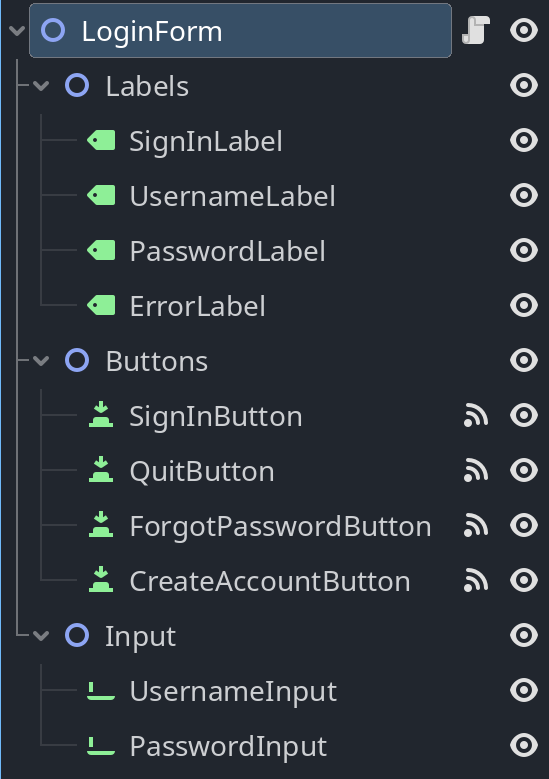 LoginForm
Labels
SignInLabel
UsernameLabel
PasswordLabel
ErrorLabel
Buttons
SignInButton
QuitButton
ForgotPasswordButton
CreateAccountButton
Input
UsernameInput
PasswordInput